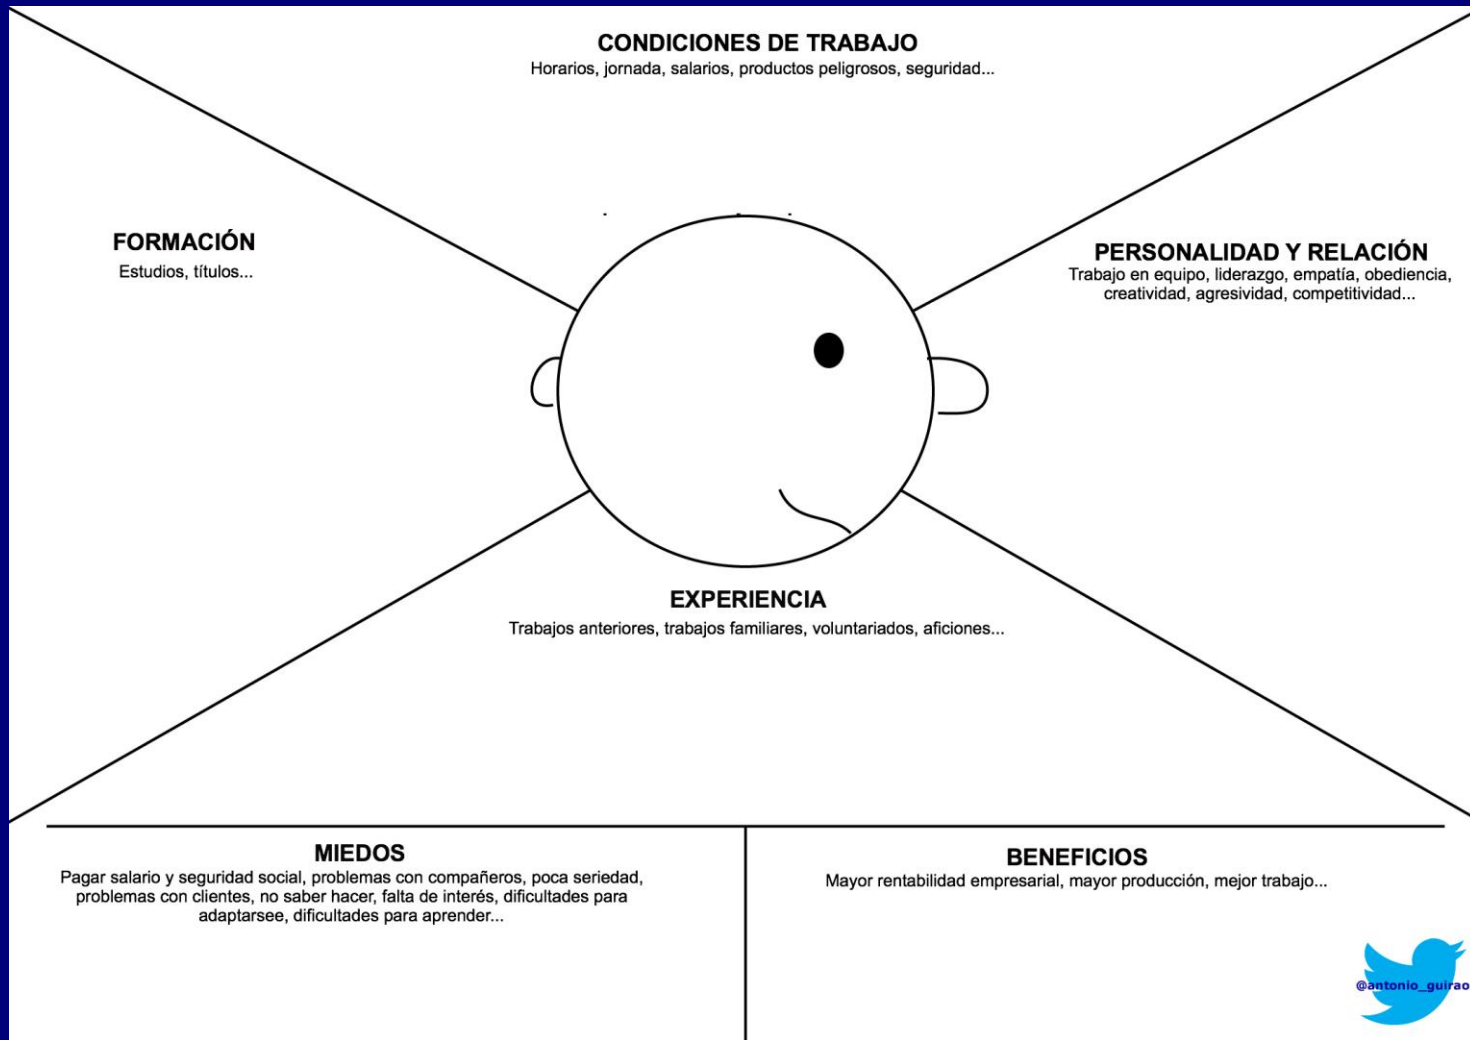 CONDICIONES DE TRABAJO
Horarios, jornada, salarios, productos peligrosos, seguridad...
FORMACIÓN
Estudios, títulos...
PERSONALIDAD Y RELACIÓN
Trabajo en equipo, liderazgo, empatía, obediencia,
creatividad, agresividad, competitividad...
EXPERIENCIA
Trabajos anteriores, trabajos familiares, voluntariados, aficiones...
MIEDOS
Pagar salario y seguridad social, problemas con compañeros, poca seriedad,
problemas con clientes, no saber hacer, falta de interés, dificultades para
adaptarsee, dificultades para aprender...
BENEFICIOS
Mayor rentabilidad empresarial, mayor producción, mejor trabajo...
@antonio_guirao